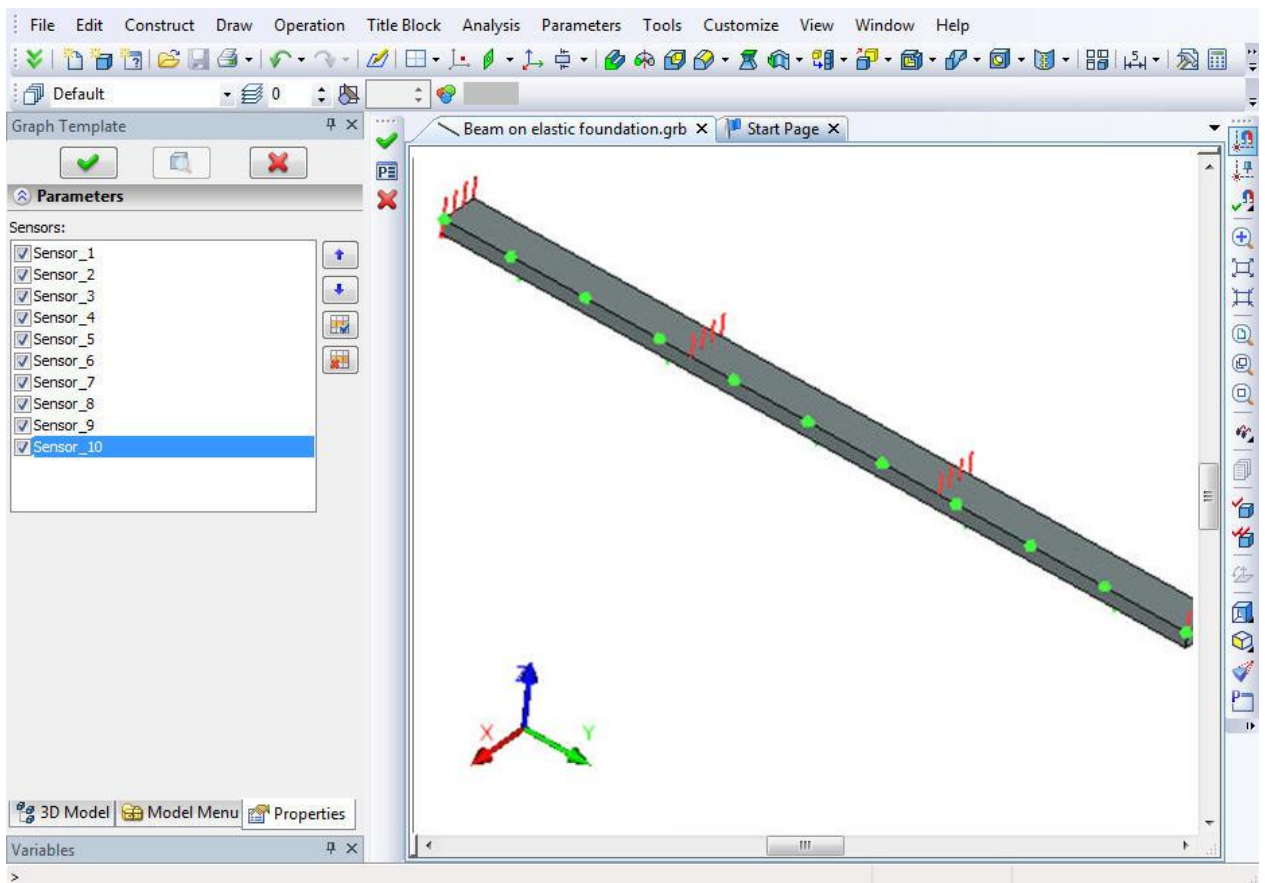 File Edit Construct Draw Operation Title Block Analysis Parameters Tools Customize View Window Help
Default 0
Graph Template
Beam on elastic foundation.grb Start Page
Parameters
Sensors:
Sensor_1
Sensor_2
Sensor_3
Sensor_4
Sensor_5
Sensor_6
Sensor_7
Sensor_8
Sensor_9
Sensor_10
Z
X Y
3D Model Model Menu Properties
Variables
>